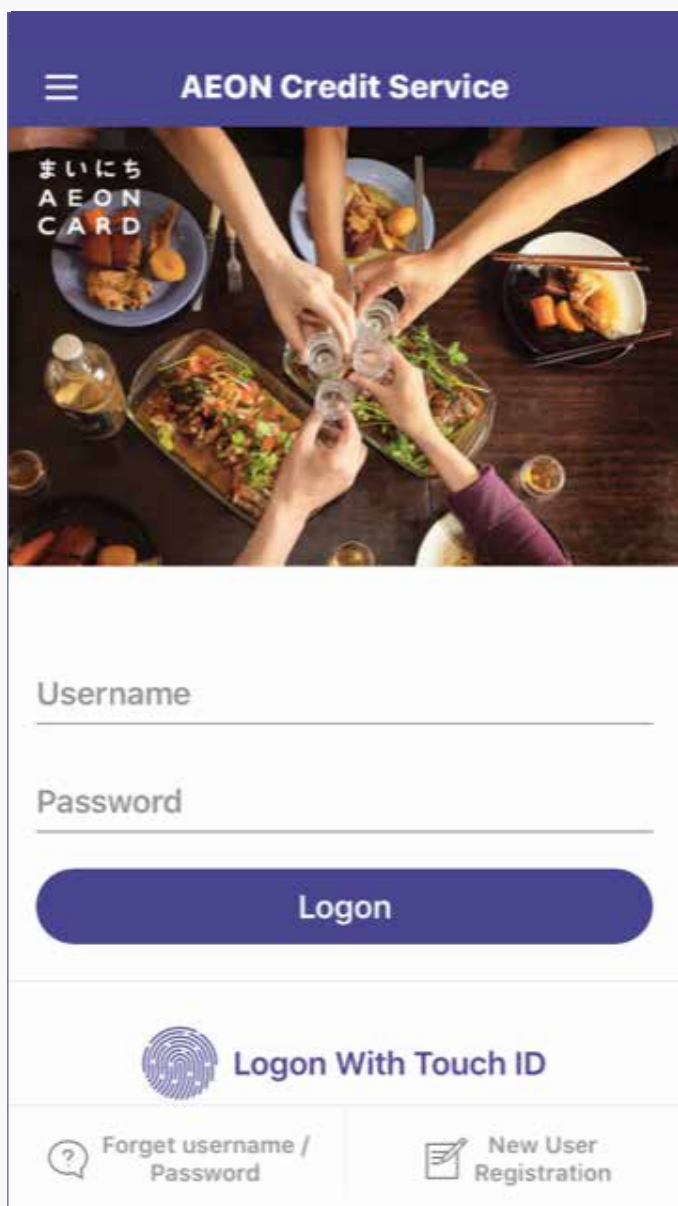 AEON Credit Service
まいにち
AEON
CARD
Username
Password
Logon
Logon With Touch ID
Forget username /
Password
New User
Registration